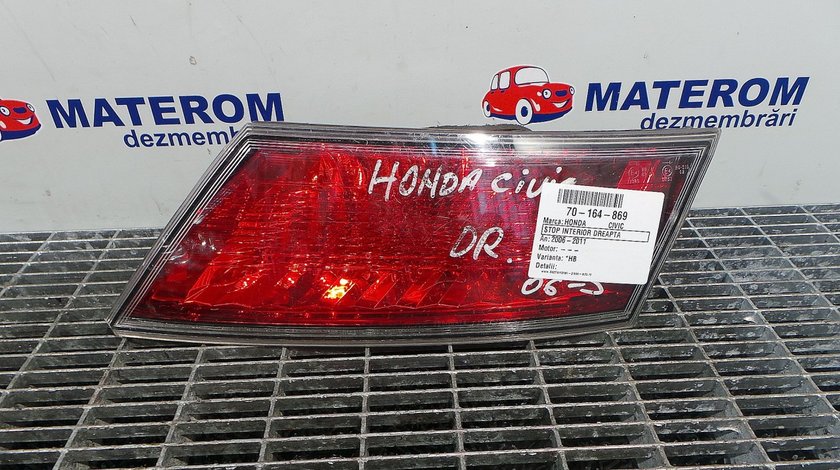 MATEROM
dezmembrări
MATEROM
dezmembrări
HONDA Civic
DR.
06->
70-164-869
Marca: HONDA CIVIC
STOP INTERIOR DREAPTA
An: 2006-2011
Motor: - - -
Varianta: *HB
Detalii: